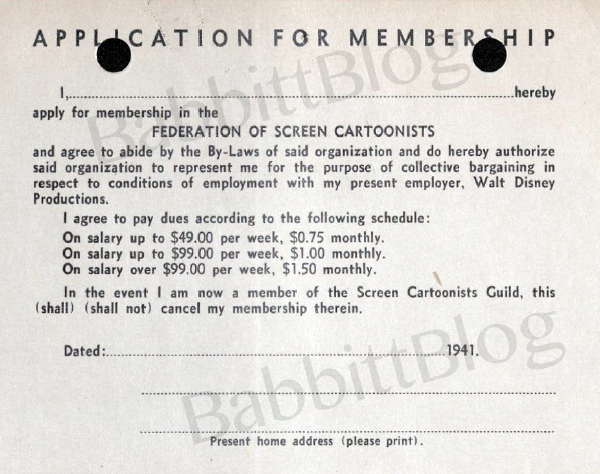 APPLICATION FOR MEMBERSHIP
I,........................................hereby
apply for membership in the
FEDERATION OF SCREEN CARTOONISTS
and agree to abide by the By-Laws of said organization and do hereby authorize
said organization to represent me for the purpose of collective bargaining in
respect to conditions of employment with my present employer, Walt Disney
Productions.
I agree to pay dues according to the following schedule:
On salary up to $49.00 per week, $0.75 monthly.
On salary up to $99.00 per week, $1.00 monthly.
On salary over $99.00 per week, $1.50 monthly.
In the event I am now a member of the Screen Cartoonists Guild, this
(shall) (shall not) cancel my membership therein.
Dated:........................................1941.
Present home address (please print).
BabbittBlog
BabbittBlog